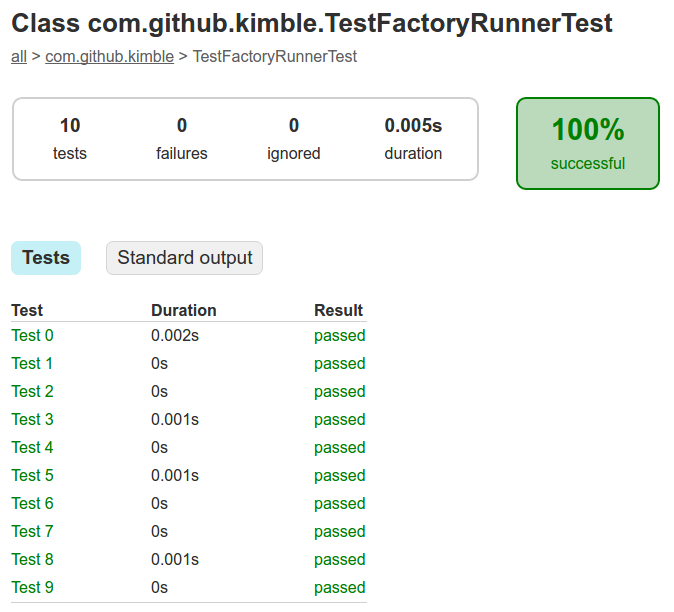 Class com.github.kimble.TestFactoryRunnerTest
all > com.github.kimble > TestFactoryRunnerTest
10 0 0 0.005s
tests failures ignored duration
100%
successful
Tests Standard output
Test Duration Result
Test 0 0.002s passed
Test 1 0s passed
Test 2 0s passed
Test 3 0.001s passed
Test 4 0s passed
Test 5 0.001s passed
Test 6 0s passed
Test 7 0s passed
Test 8 0.001s passed
Test 9 0s passed